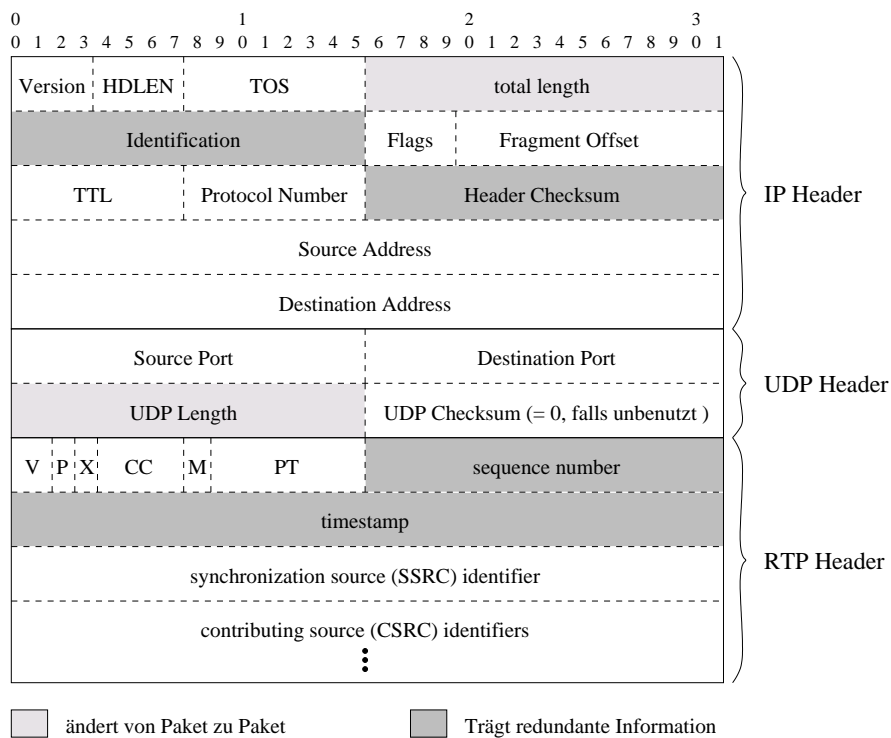 0 1 2 3
0 1 2 3 4 5 6 7 8 9 0 1 2 3 4 5 6 7 8 9 0 1 2 3 4 5 6 7 8 9 0 1
Version HDLEN TOS total length
Identification Flags Fragment Offset
TTL Protocol Number Header Checksum
Source Address
Destination Address
IP Header
Source Port Destination Port
UDP Length UDP Checksum (= 0, falls unbenutzt )
UDP Header
V P X CC M PT sequence number
timestamp
synchronization source (SSRC) identifier
contributing source (CSRC) identifiers
RTP Header
ändert von Paket zu Paket
Trägt redundante Information